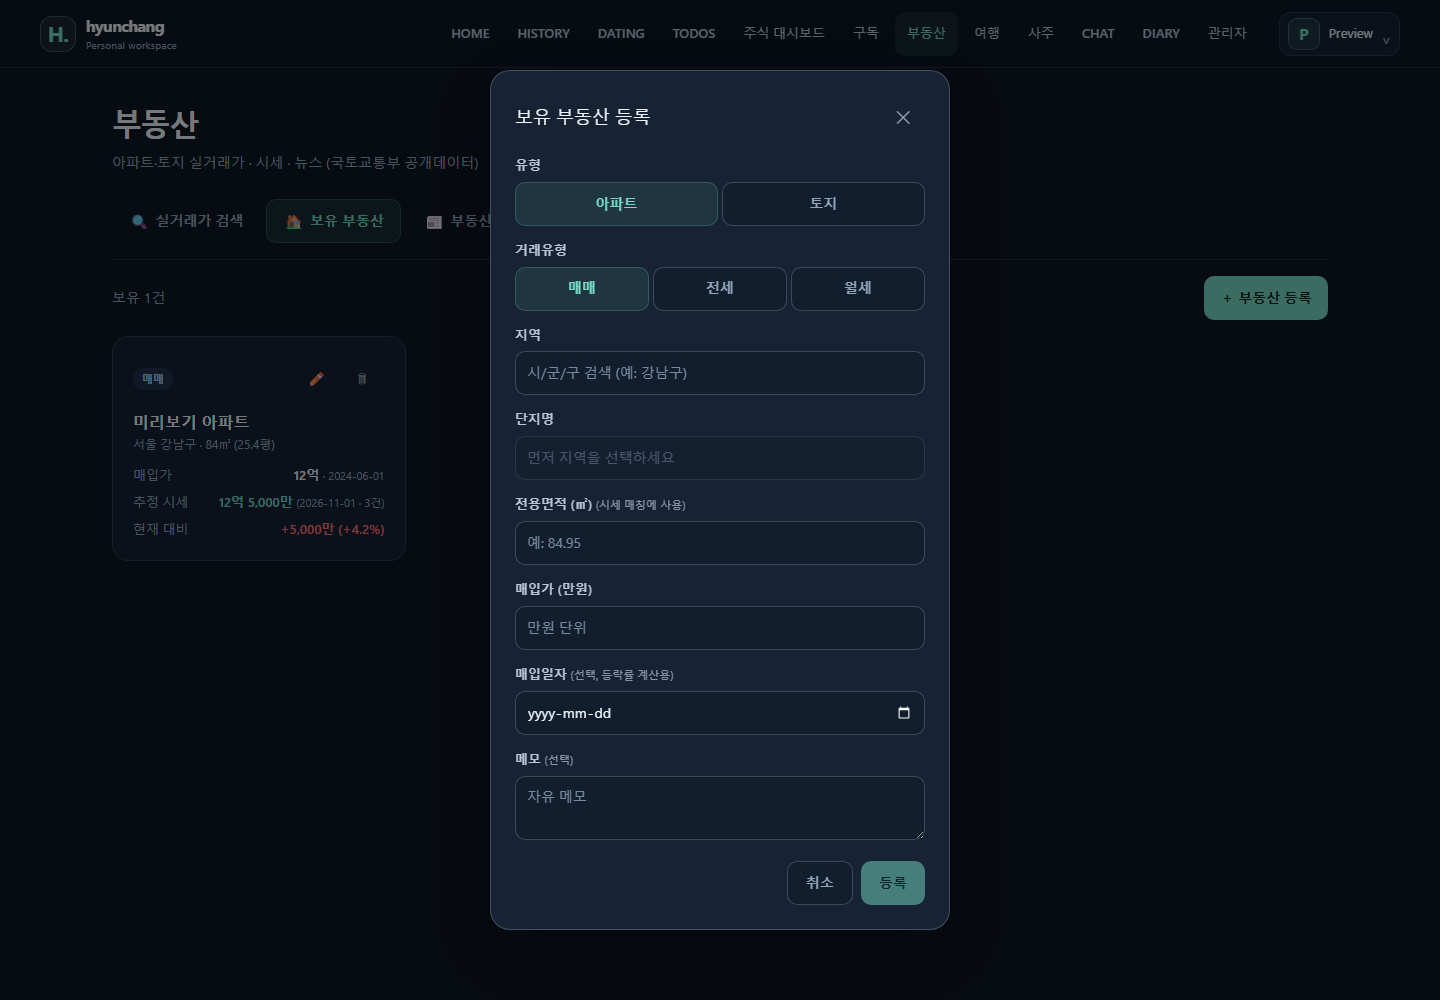 H.
hyunchang
Personal workspace
HOME HISTORY DATING TODOS 주식 대시보드 구독 부동산 여행 사주 CHAT DIARY 관리자
P Preview v
부동산
아파트·토지 실거래가 · 시세 · 뉴스 (국토교통부 공개데이터)
실거래가 검색 보유 부동산 부동산
보유 1건
+ 부동산 등록
매매
미리보기 아파트
서울 강남구 · 84㎡ (25.4평)
매입가 12억 · 2024-06-01
추정 시세 12억 5,000만 (2026-11-01 · 3건)
현재 대비 +5,000만 (+4.2%)
보유 부동산 등록
유형
아파트 토지
거래유형
매매 전세 월세
지역
시/군/구 검색 (예: 강남구)
단지명
먼저 지역을 선택하세요
전용면적 (㎡) (시세 매칭에 사용)
예: 84.95
매입가 (만원)
만원 단위
매입일자 (선택, 등락률 계산용)
yyyy-mm-dd
메모 (선택)
자유 메모
취소 등록